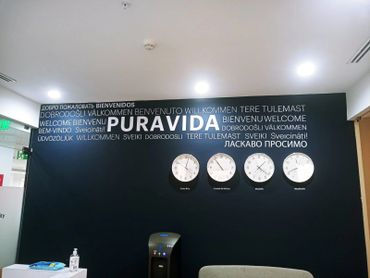 ДОБРО ПОЖАЛОВАТЬ BIENVENIDOS
DOBRODOŠLI VÄLKOMMEN BENVENUTO WILLKOMMEN TERE TULEMAST
WELCOME BIENVENU PURAVIDA BIENVENU WELCOME
BEM-VINDO Sveicināti! DOBRODOŠLI VÄLKOMMEN
ÜDVÖZÖLJÜK WILLKOMMEN SVEIKI DOBRODOŠLI TERE TULEMAST SVEIKI Sveicināti!
ЛАСКАВО ПРОСИМО